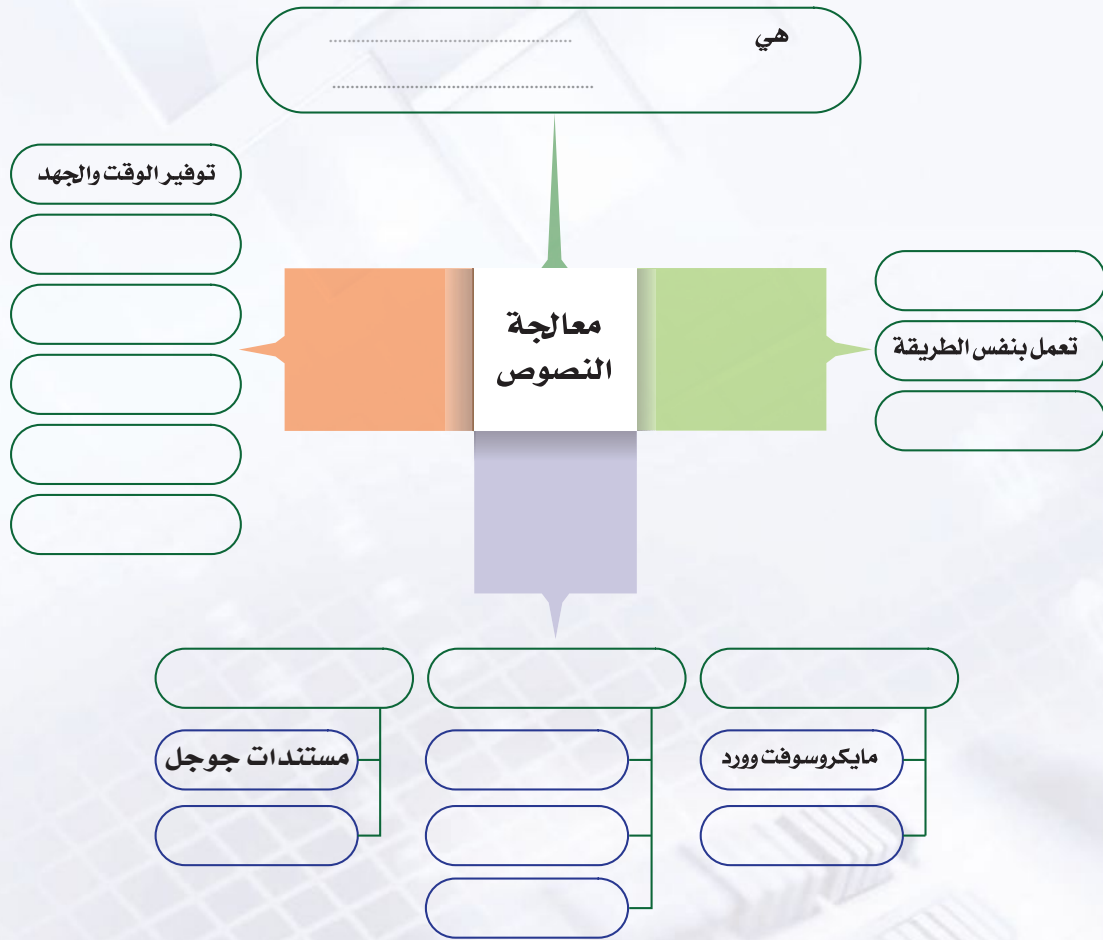 هي
توفير الوقت والجهد
معالجة
النصوص
تعمل بنفس الطريقة
مايكروسوفت وورد
مستندات جوجل